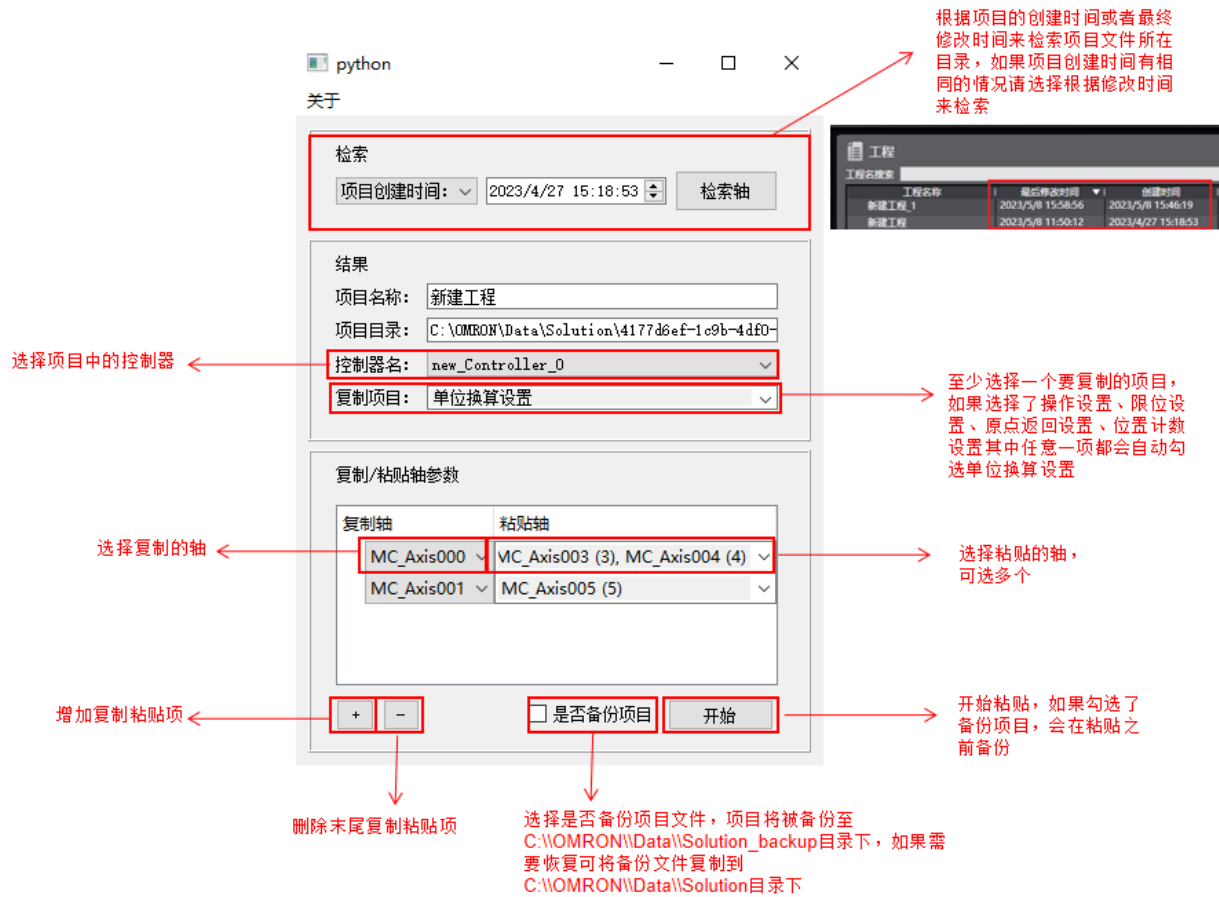 根据项目的创建时间或者最终
修改时间来检索项目文件所在
目录，如果项目创建时间有相
同的情况请选择根据修改时间
来检索
python
关于
检索
项目创建时间：
2023/4/27 15:18:53
检索轴
工程
工程名搜索
工程名称 最后修改时间 ▼ 创建时间
新建工程_1 2023/5/8 15:58:56 2023/5/8 15:46:19
新建工程 2023/5/8 11:50:12 2023/4/27 15:18:53
结果
项目名称： 新建工程
项目目录： C:\OMRON\Data\Solution\4177d6ef-1c9b-4df0-
选择项目中的控制器
控制器名： new_Controller_0
复制项目： 单位换算设置
至少选择一个要复制的项目，
如果选择了操作设置、限位设
置、原点返回设置、位置计数
设置其中任意一项都会自动勾
选单位换算设置
复制/粘贴轴参数
复制轴 粘贴轴
选择复制的轴
MC_Axis000 MC_Axis003 (3), MC_Axis004 (4)
MC_Axis001 MC_Axis005 (5)
选择粘贴的轴，
可选多个
增加复制粘贴项
+ -
是否备份项目
开始
开始粘贴，如果勾选了
备份项目，会在粘贴之
前备份
删除末尾复制粘贴项
选择是否备份项目文件，项目将被备份至
C:\\OMRON\\Data\\Solution_backup目录下，如果需
要恢复可将备份文件复制到
C:\\OMRON\\Data\\Solution目录下